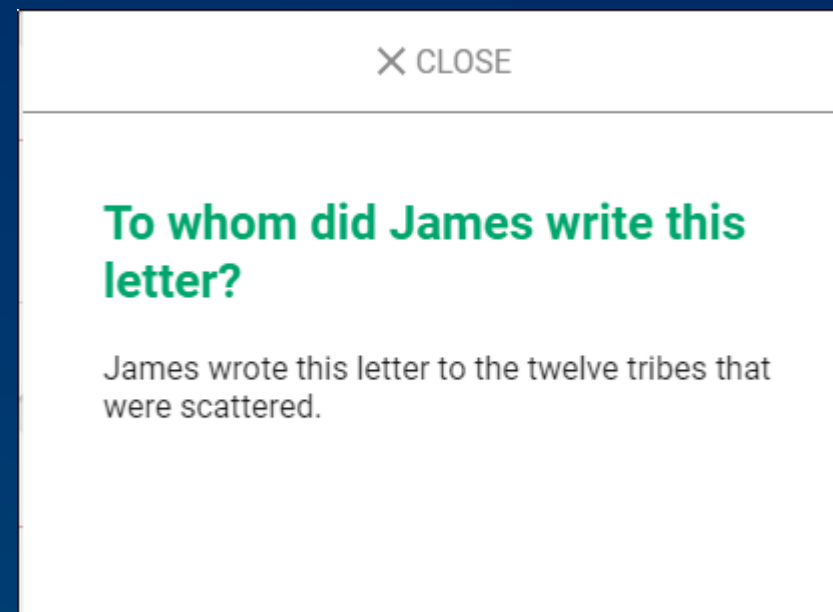 CLOSE
To whom did James write this
letter?
James wrote this letter to the twelve tribes that
were scattered.